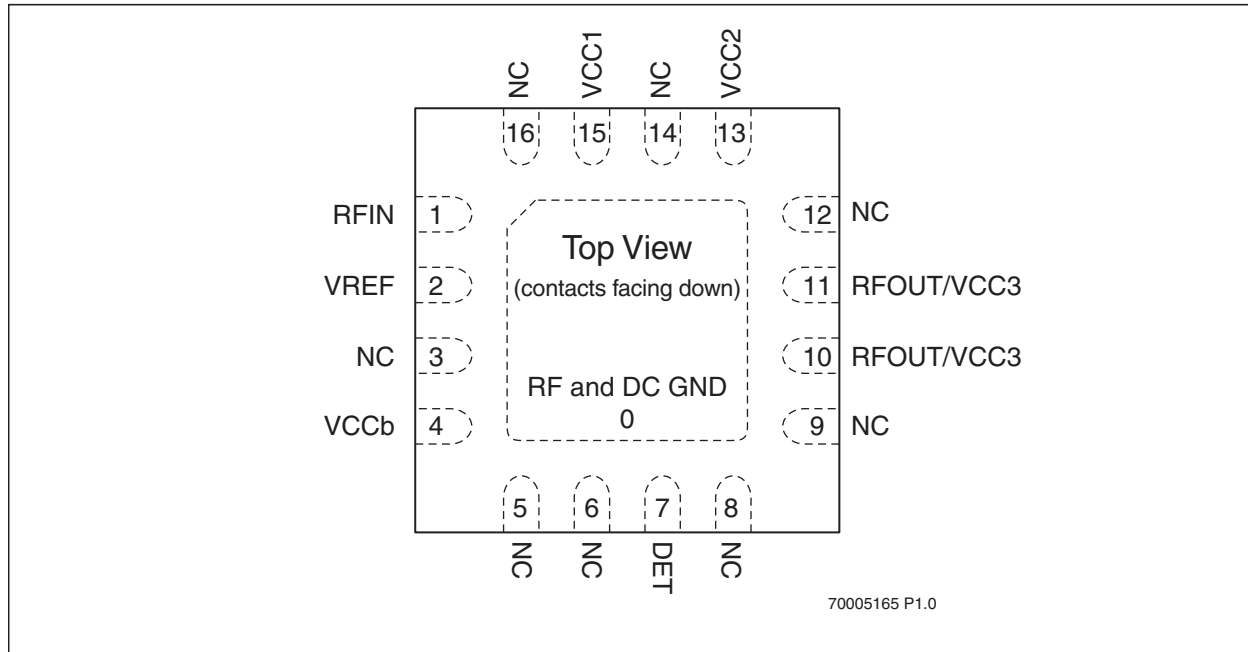 NC
VCC1
NC
VCC2
16
15
14
13
RFIN 1
12 NC
VREF 2
11 RFOUT/VCC3
NC 3
10 RFOUT/VCC3
VCCb 4
9 NC
Top View
(contacts facing down)
RF and DC GND
0
5
6
7
8
NC
NC
DET
NC
70005165 P1.0